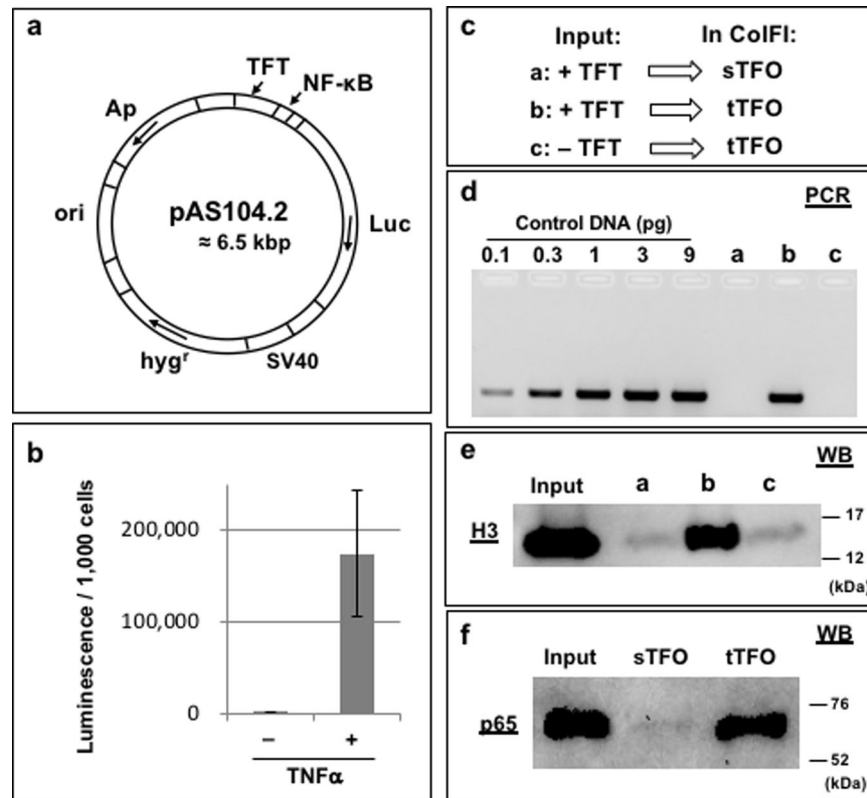 a
TFT
NF-κB
Ap
ori
pAS104.2
≈ 6.5 kbp
Luc
hygʳ
SV40
b
Luminescence / 1,000 cells
200,000
100,000
0
− +
TNFα
c
Input: In CoIFI:
a: + TFT sTFO
b: + TFT tTFO
c: − TFT tTFO
d
PCR
Control DNA (pg)
0.1 0.3 1 3 9 a b c
e
WB
Input a b c
H3
17
12
(kDa)
f
WB
Input sTFO tTFO
p65
76
52
(kDa)